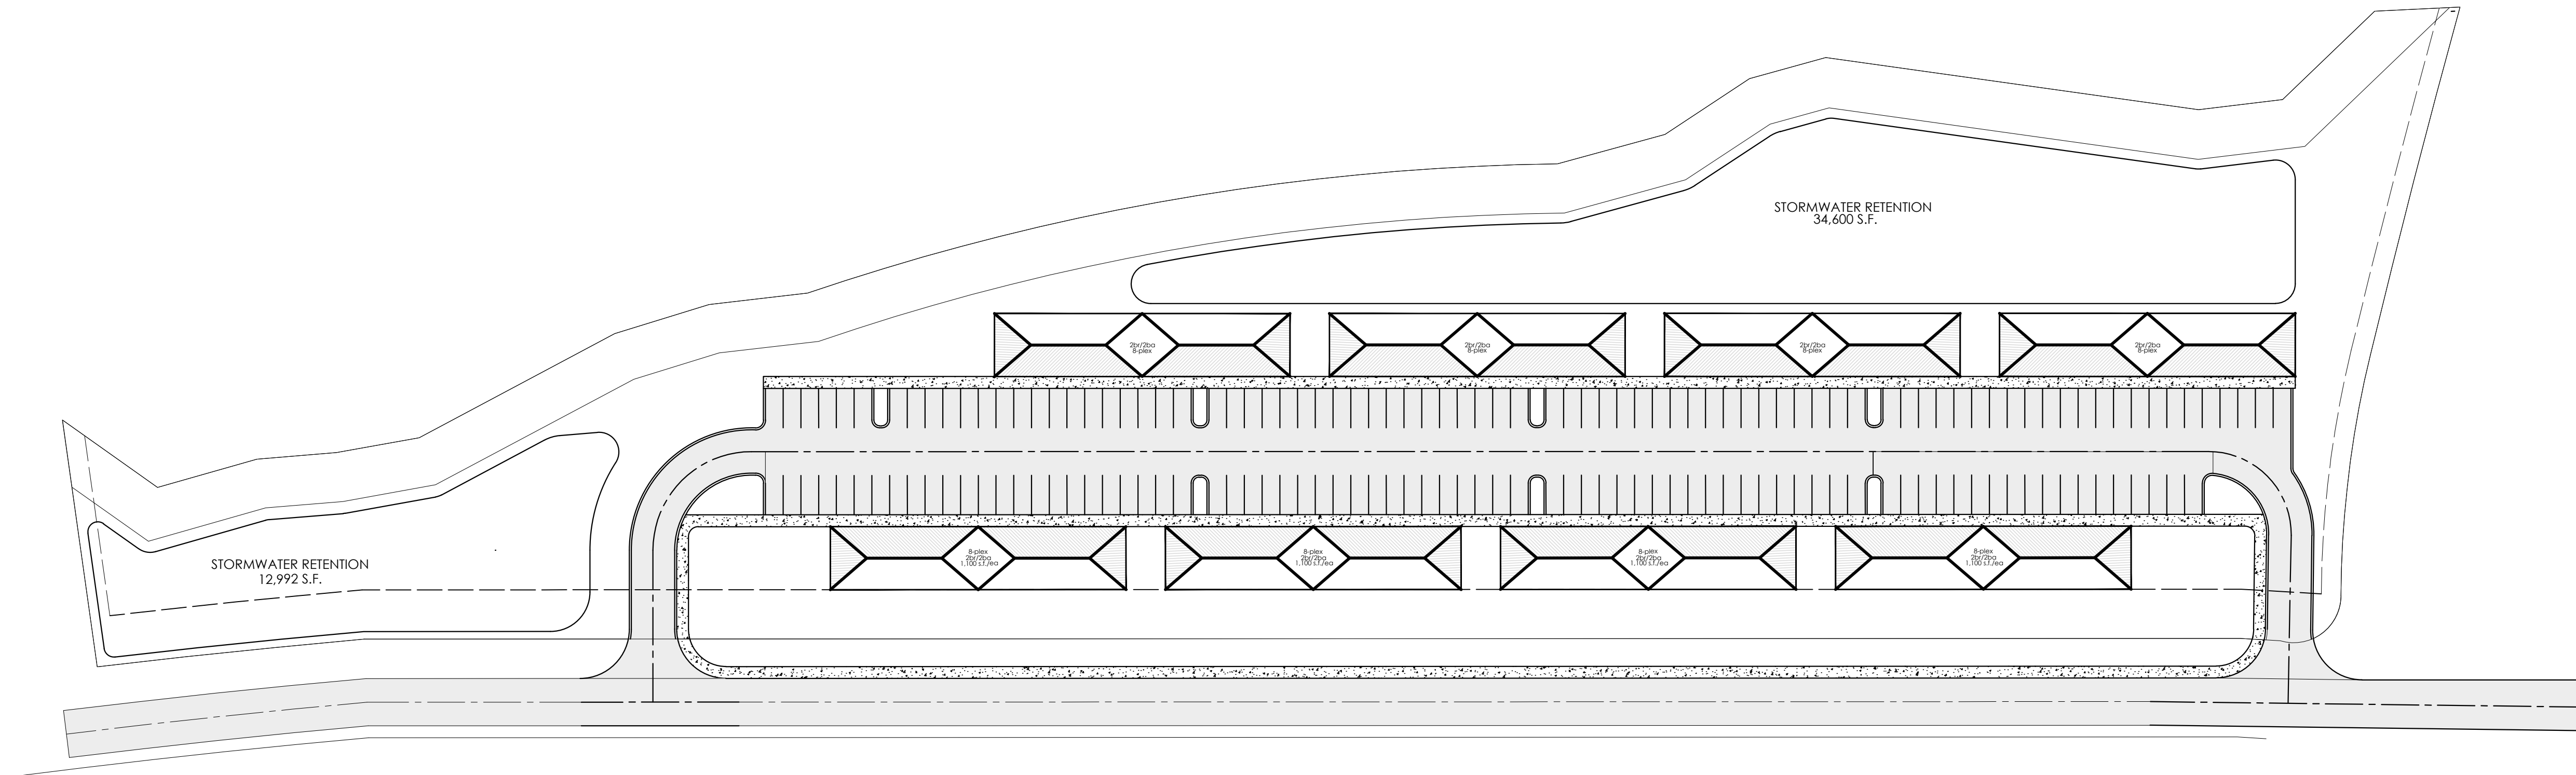 STORMWATER RETENTION
34,600 S.F.
2br/2ba
8-plex
2br/2ba
8-plex
2br/2ba
8-plex
2br/2ba
8-plex
STORMWATER RETENTION
12,992 S.F.
8-plex
2br/2ba
1,100 s.f./ea
8-plex
2br/2ba
1,100 s.f./ea
8-plex
2br/2ba
1,100 s.f./ea
8-plex
2br/2ba
1,100 s.f./ea